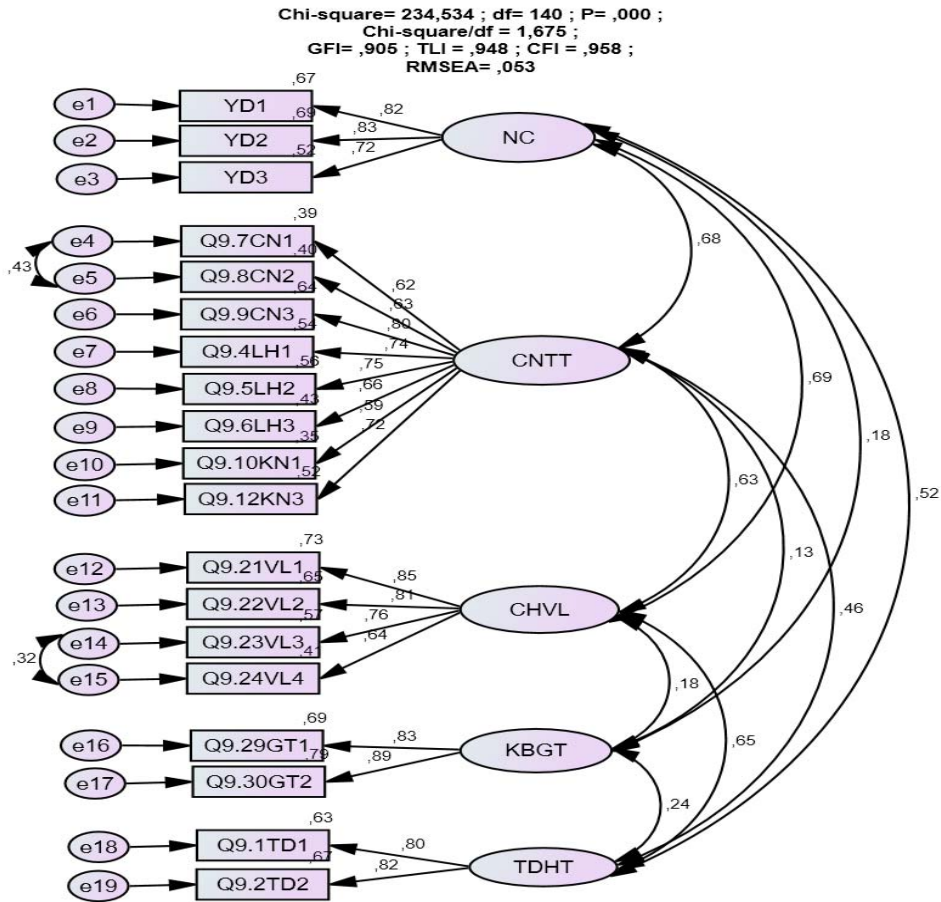 Chi-square= 234,534 ; df= 140 ; P= ,000 ;
Chi-square/df = 1,675 ;
GFI= ,905 ; TLI = ,948 ; CFI = ,958 ;
RMSEA= ,053
,67
e1 YD1 ,82 NC
,69
e2 YD2 ,83
,52
e3 YD3 ,72
,39
e4 Q9.7CN1 ,62 ,68
,40
,43
e5 Q9.8CN2 ,63
,64
e6 Q9.9CN3 ,80
,54
e7 Q9.4LH1 ,74 CNTT
,56
e8 Q9.5LH2 ,75 ,69
,43
e9 Q9.6LH3 ,66 ,18
,35
e10 Q9.10KN1 ,59 ,63
,52
e11 Q9.12KN3 ,72 ,52
,73
e12 Q9.21VL1 ,85 ,13
,65
e13 Q9.22VL2 ,81 CHVL ,46
,57
e14 Q9.23VL3 ,76
,41
,32
e15 Q9.24VL4 ,64 ,18
,69
e16 Q9.29GT1 ,83 KBGT ,65
,79
e17 Q9.30GT2 ,89
,24
,63
e18 Q9.1TD1 ,80 TDHT
,67
e19 Q9.2TD2 ,82